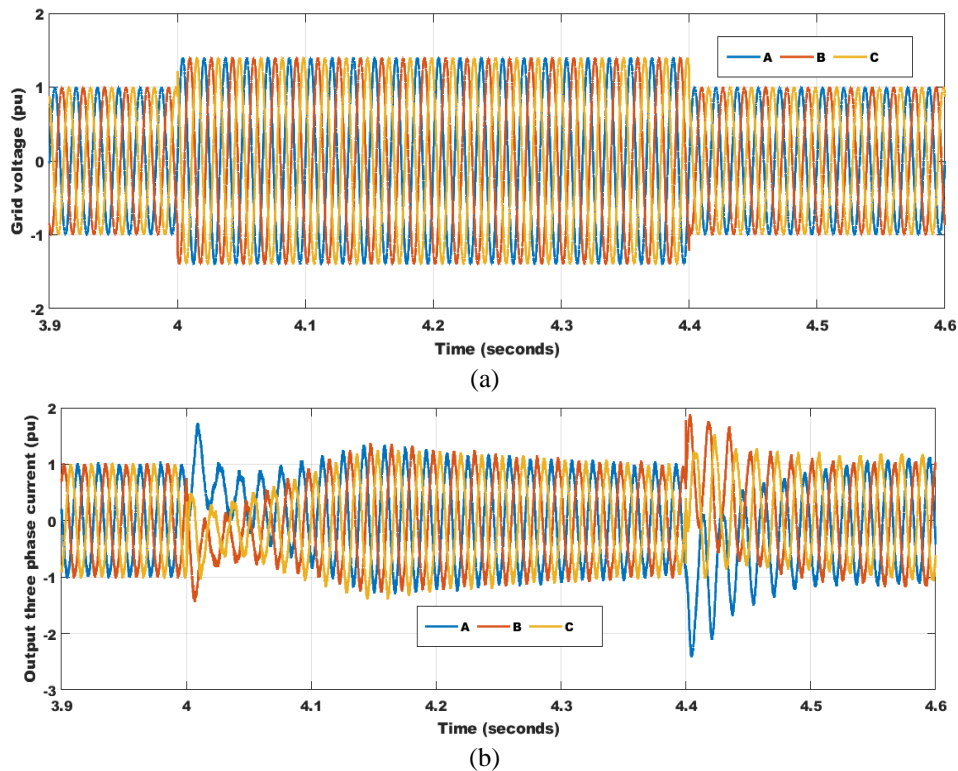 2
1
0
-1
-2
Grid voltage (pu)
A B C
3.9 4 4.1 4.2 4.3 4.4 4.5 4.6
Time (seconds)
(a)
2
1
0
-1
-2
-3
Output three phase current (pu)
A B C
3.9 4 4.1 4.2 4.3 4.4 4.5 4.6
Time (seconds)
(b)